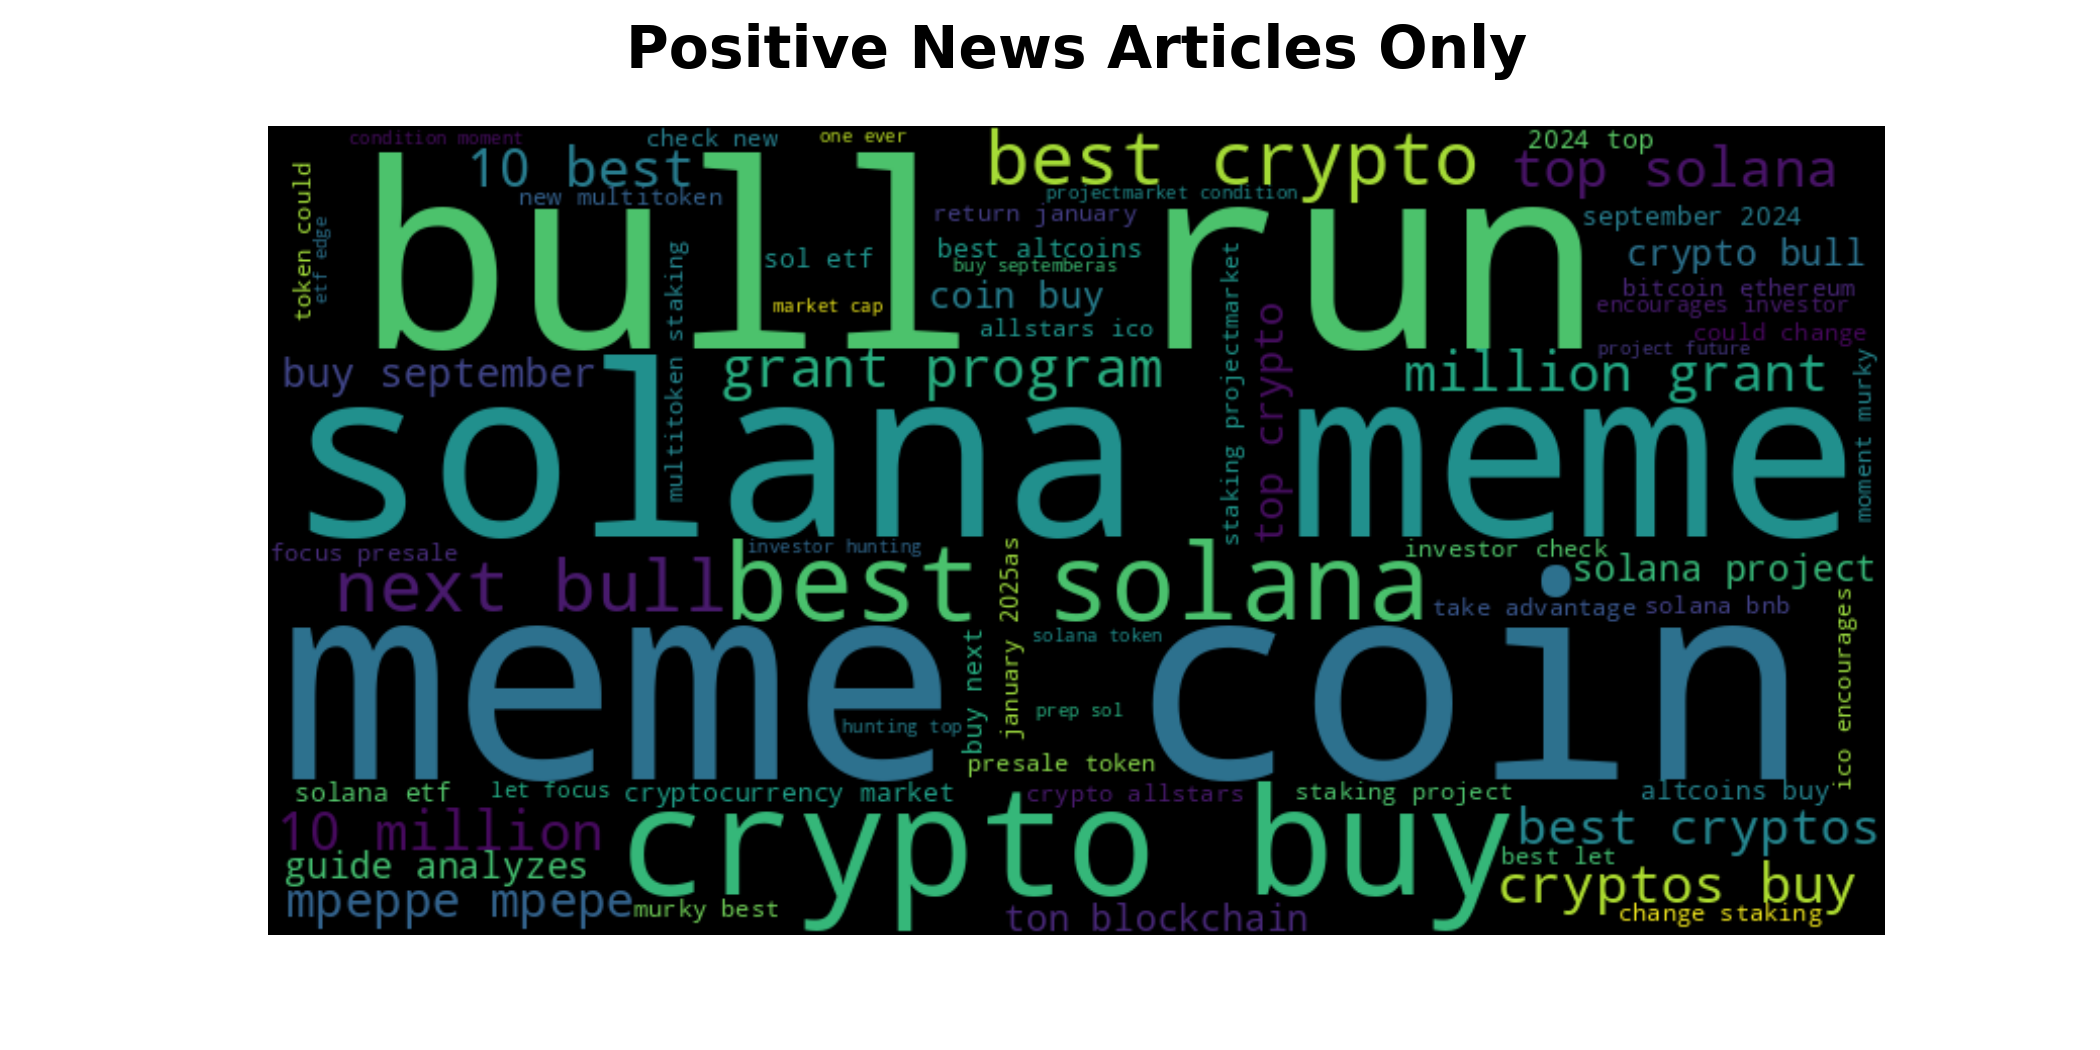 Positive News Articles Only
condition moment
check new
one ever
best crypto
2024 top
10 best
top solana
token could
etf edge
bull run
new multitoken
projectmarket condition
return january
september 2024
sol etf
best altcoins
crypto bull
buy septemberas
market cap
coin buy
bitcoin ethereum
encourages investor
allstars ico
could change
project future
multitoken staking
staking projectmarket
top crypto
buy september
grant program
million grant
moment murky
solana meme
focus presale
investor hunting
investor check
next bull
best solana
solana project
january 2025as
take advantage
solana bnb
meme coin
buy next
solana token
ico encourages
prep sol
hunting top
presale token
solana etf
let focus
cryptocurrency market
crypto allstars
staking project
altcoins buy
10 million
crypto buy
best cryptos
guide analyzes
best let
cryptos buy
mpeppe mpepe
murky best
ton blockchain
change staking